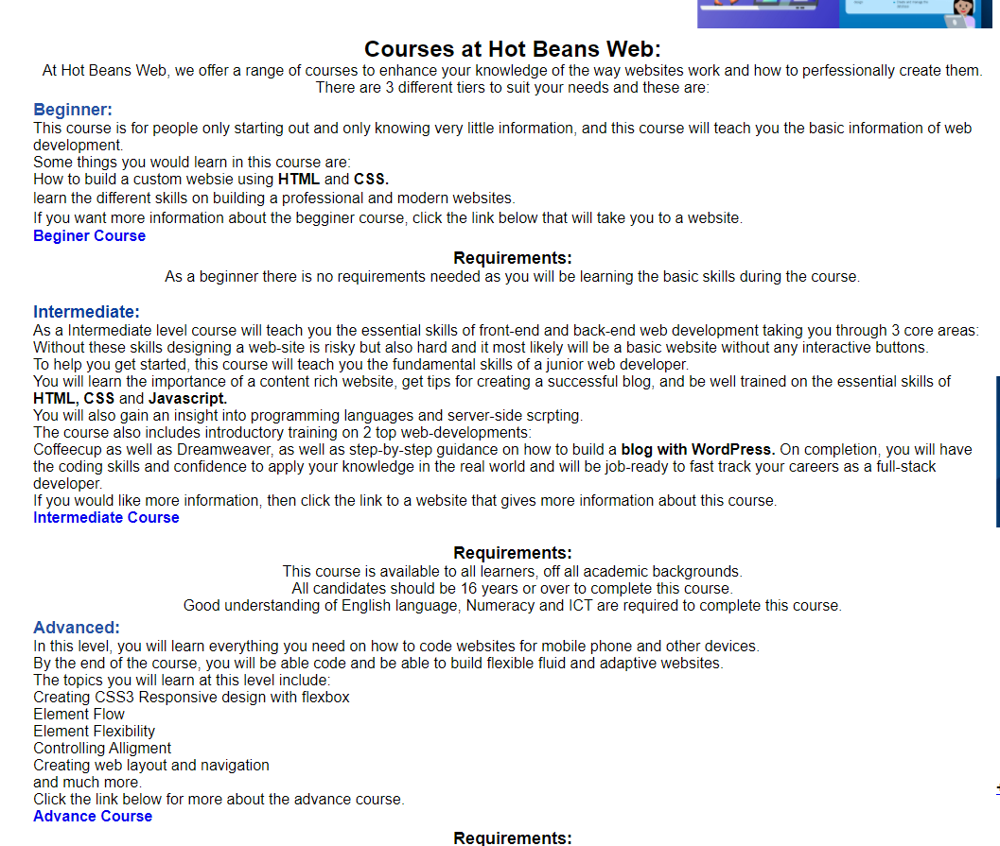 Courses at Hot Beans Web:
At Hot Beans Web, we offer a range of courses to enhance your knowledge of the way websites work and how to perfessionally create them.
There are 3 different tiers to suit your needs and these are:
Beginner:
This course is for people only starting out and only knowing very little information, and this course will teach you the basic information of web
development.
Some things you would learn in this course are:
How to build a custom websie using HTML and CSS.
learn the different skills on building a professional and modern websites.
If you want more information about the begginer course, click the link below that will take you to a website.
Beginer Course
Requirements:
As a beginner there is no requirements needed as you will be learning the basic skills during the course.
Intermediate:
As a Intermediate level course will teach you the essential skills of front-end and back-end web development taking you through 3 core areas:
Without these skills designing a web-site is risky but also hard and it most likely will be a basic website without any interactive buttons.
To help you get started, this course will teach you the fundamental skills of a junior web developer.
You will learn the importance of a content rich website, get tips for creating a successful blog, and be well trained on the essential skills of
HTML, CSS and Javascript.
You will also gain an insight into programming languages and server-side scrpting.
The course also includes introductory training on 2 top web-developments:
Coffeecup as well as Dreamweaver, as well as step-by-step guidance on how to build a blog with WordPress. On completion, you will have
the coding skills and confidence to apply your knowledge in the real world and will be job-ready to fast track your careers as a full-stack
developer.
If you would like more information, then click the link to a website that gives more information about this course.
Intermediate Course
Requirements:
This course is available to all learners, off all academic backgrounds.
All candidates should be 16 years or over to complete this course.
Good understanding of English language, Numeracy and ICT are required to complete this course.
Advanced:
In this level, you will learn everything you need on how to code websites for mobile phone and other devices.
By the end of the course, you will be able code and be able to build flexible fluid and adaptive websites.
The topics you will learn at this level include:
Creating CSS3 Responsive design with flexbox
Element Flow
Element Flexibility
Controlling Alligment
Creating web layout and navigation
and much more.
Click the link below for more about the advance course.
Advance Course
Requirements: